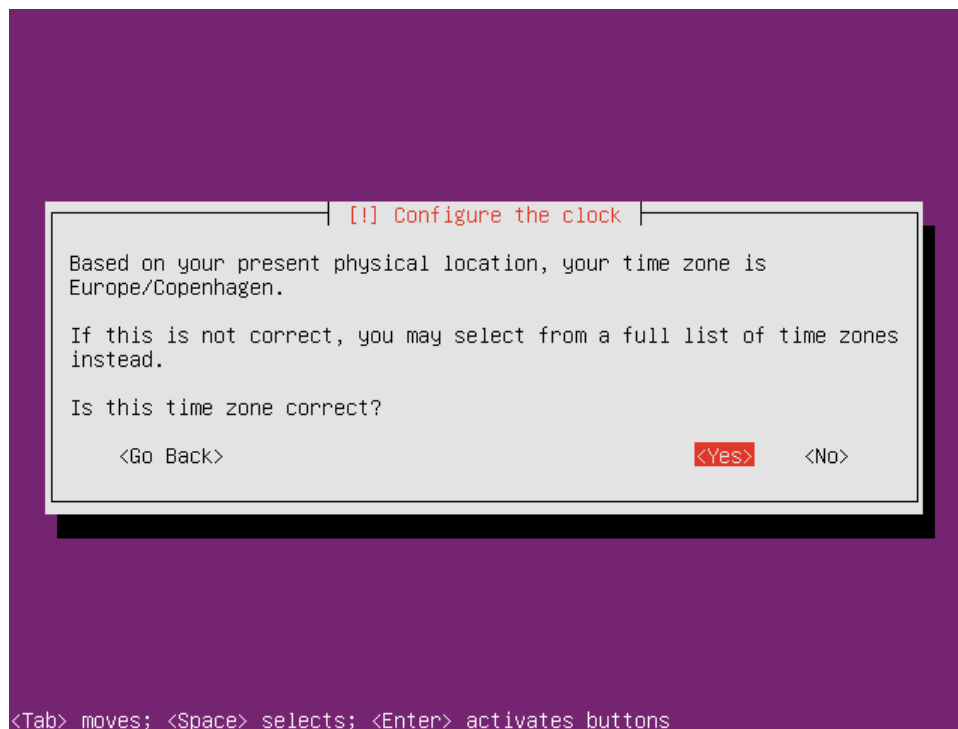 [!] Configure the clock
Based on your present physical location, your time zone is
Europe/Copenhagen.
If this is not correct, you may select from a full list of time zones
instead.
Is this time zone correct?
<Go Back> <Yes> <No>
<Tab> moves; <Space> selects; <Enter> activates buttons